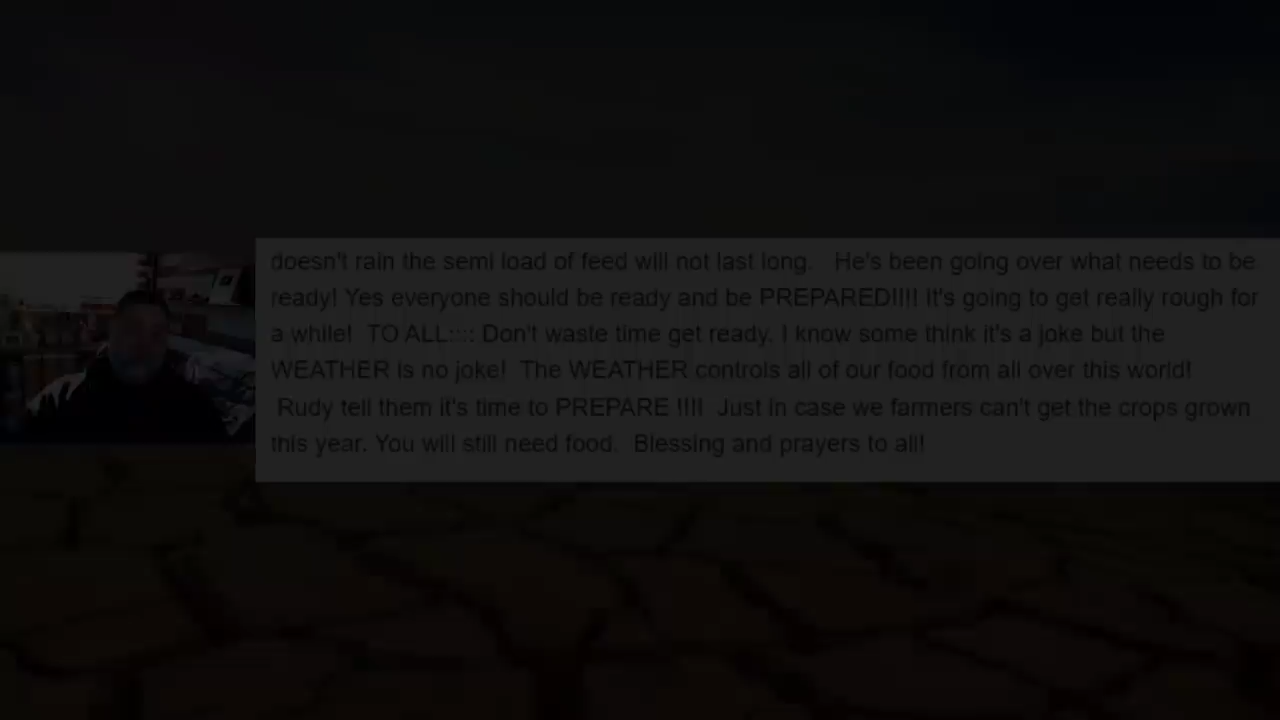 doesn't rain the semi load of feed will not last long.   He's been going over what needs to be
ready! Yes everyone should be ready and be PREPARED!!!! It's going to get really rough for
a while!  TO ALL:::: Don't waste time get ready. I know some think it's a joke but the
WEATHER is no joke!  The WEATHER controls all of our food from all over this world!
Rudy tell them it's time to PREPARE !!!!  Just in case we farmers can't get the crops grown
this year. You will still need food.  Blessing and prayers to all!